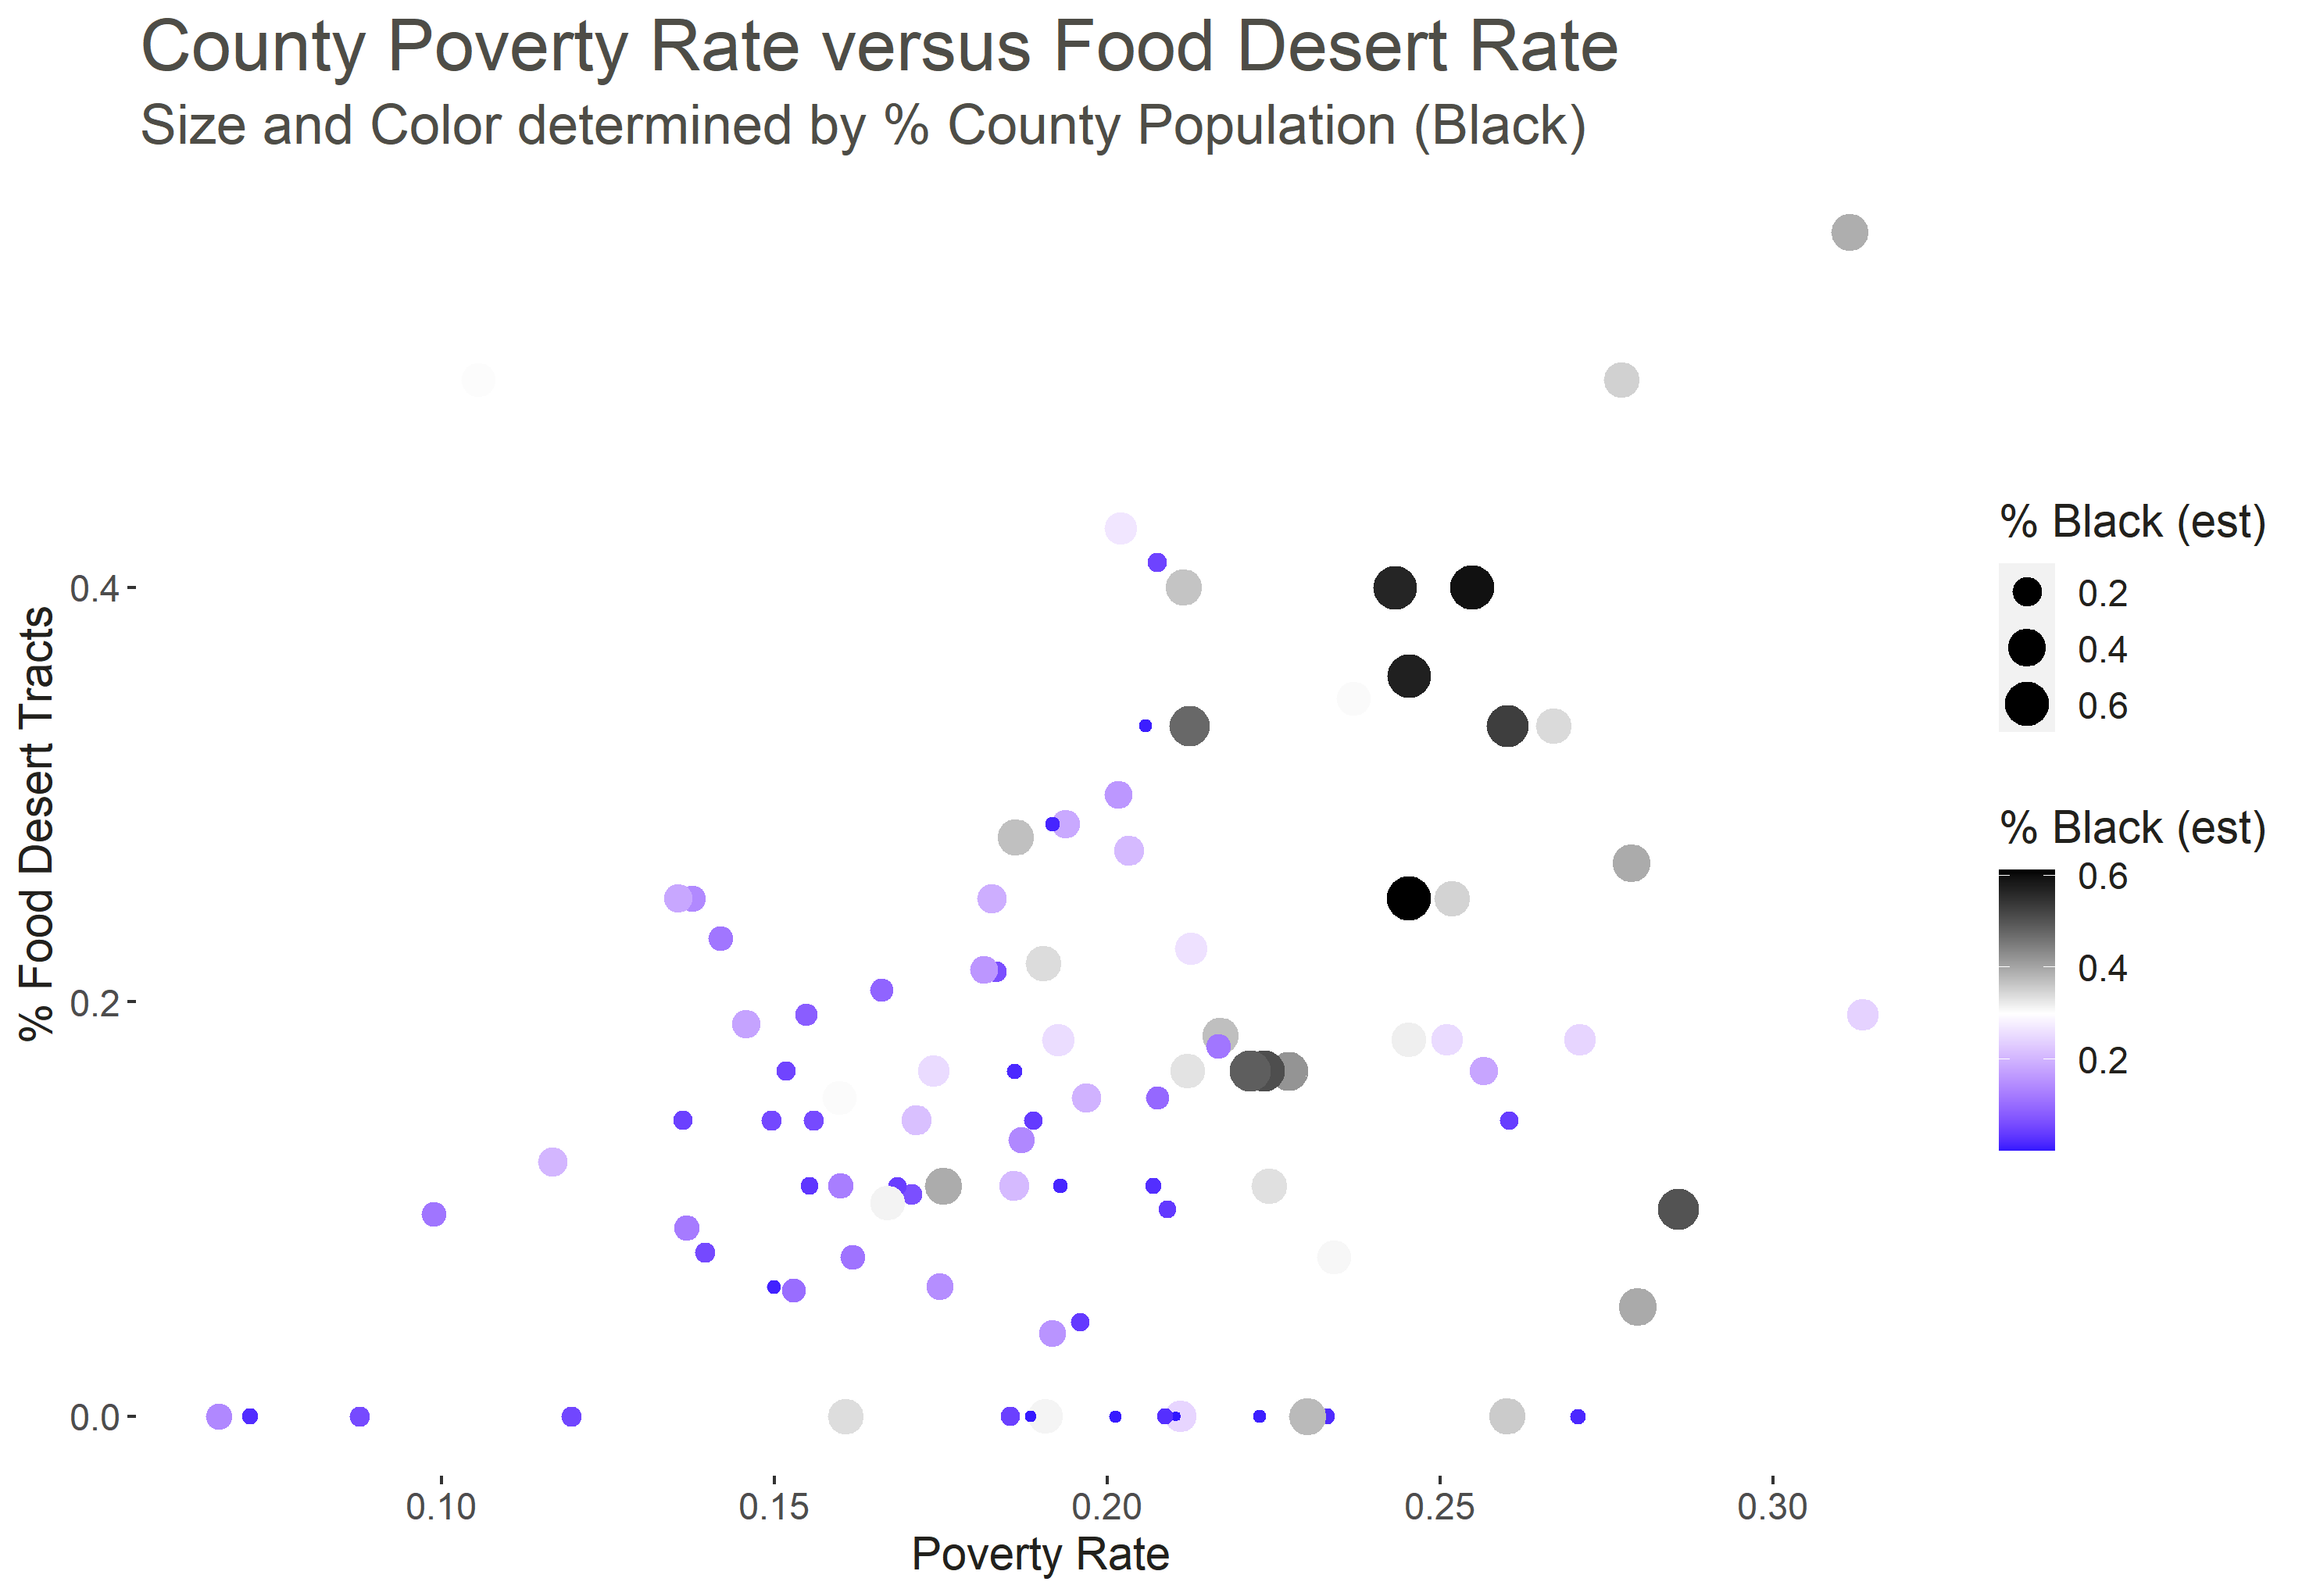 County Poverty Rate versus Food Desert Rate
Size and Color determined by % County Population (Black)
% Food Desert Tracts
0.4
0.2
0.0
0.10
0.15
0.20
0.25
0.30
Poverty Rate
% Black (est)
0.2
0.4
0.6
% Black (est)
0.6
0.4
0.2